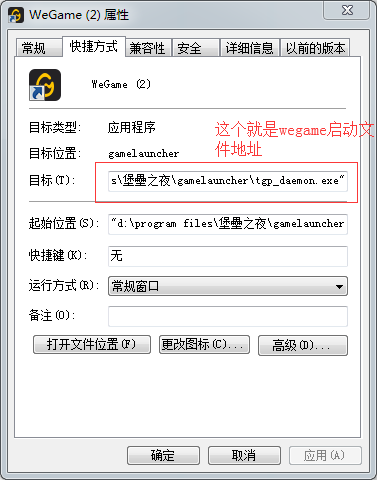 WeGame (2) 属性
常规
快捷方式
兼容性
安全
详细信息
以前的版本
WeGame (2)
目标类型:
应用程序
这个就是wegame启动文
件地址
目标位置:
gamelauncher
目标(T):
s\堡壘之夜\gamelauncher\tgp_daemon.exe"
起始位置(S):
"d:\program files\堡壘之夜\gamelauncher
快捷键(K):
无
运行方式(R):
常规窗口
备注(O):
打开文件位置(F)
更改图标(C)...
高级(D)...
确定
取消
应用(A)